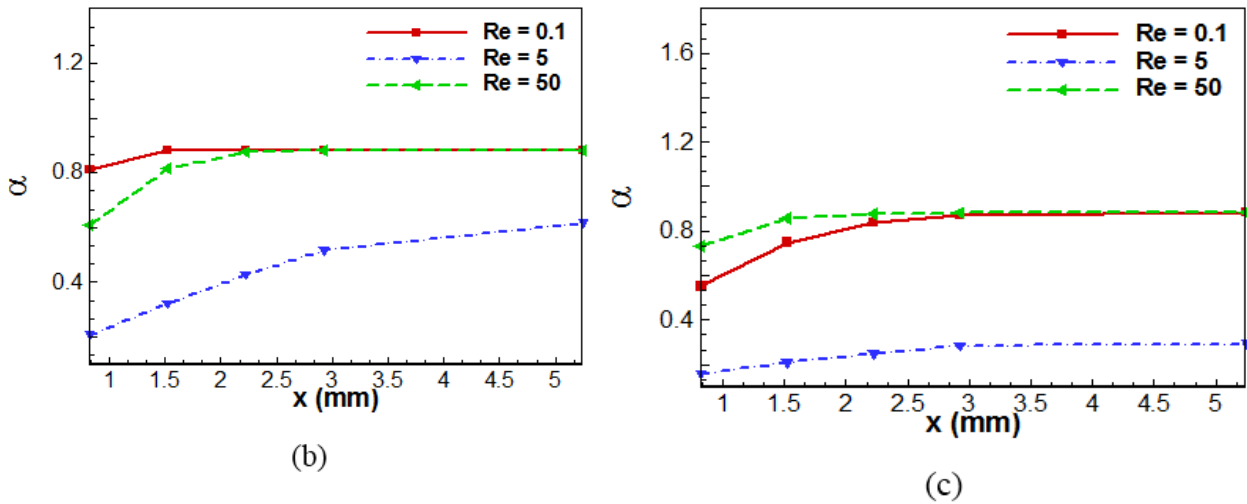 Re = 0.1
Re = 5
Re = 50
1.2
0.8
0.4
α
1 1.5 2 2.5 3 3.5 4 4.5 5
x (mm)
(b)
Re = 0.1
Re = 5
Re = 50
1.6
1.2
0.8
0.4
α
1 1.5 2 2.5 3 3.5 4 4.5 5
x (mm)
(c)